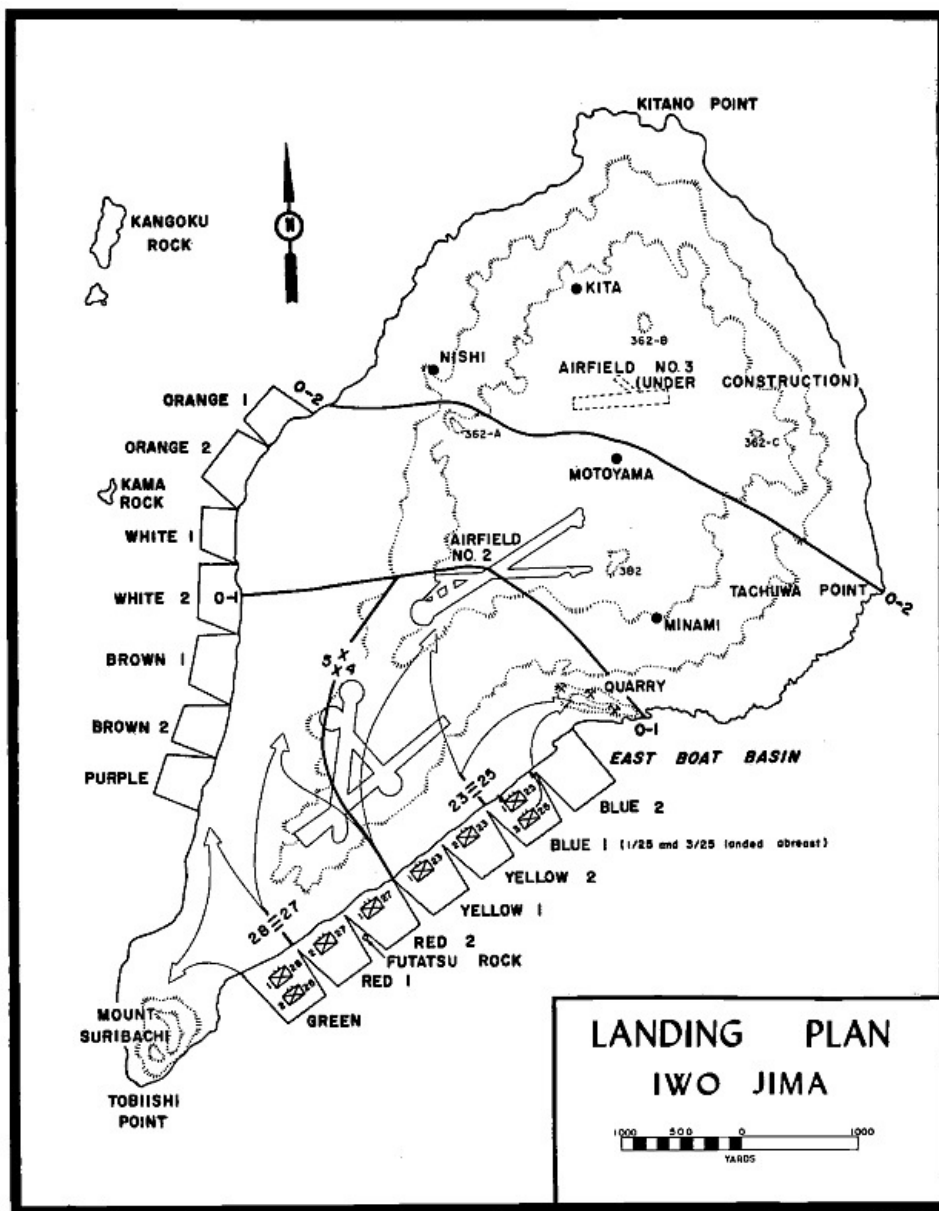 KITANO POINT
KANGOKU
ROCK
N
KITA
362-B
NISHI
AIRFIELD NO. 3
(UNDER CONSTRUCTION)
ORANGE 1
O-2
362-A
362-C
ORANGE 2
MOTOYAMA
KAMA
ROCK
WHITE 1
AIRFIELD
NO. 2
382
WHITE 2
O-1
TACHUWA POINT
O-2
MINAMI
BROWN 1
5 X X 4
QUARRY
BROWN 2
O-1
EAST BOAT BASIN
PURPLE
23 = 25
BLUE 2
1 25
3 25
BLUE 1 (1/25 and 3/25 landed abreast)
2 23
YELLOW 2
1 23
YELLOW 1
1 27
28 = 27
RED 2
FUTATSU ROCK
2 27
RED 1
1 28
2 28
GREEN
MOUNT
SURIBACHI
TOBIISHI
POINT
LANDING PLAN
IWO JIMA
1000 500 0 1000
YARDS